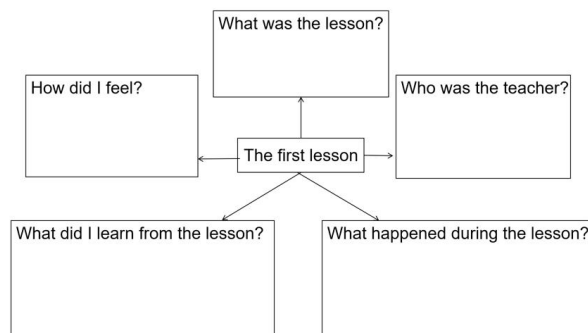 What was the lesson?
How did I feel?
Who was the teacher?
The first lesson
What did I learn from the lesson?
What happened during the lesson?